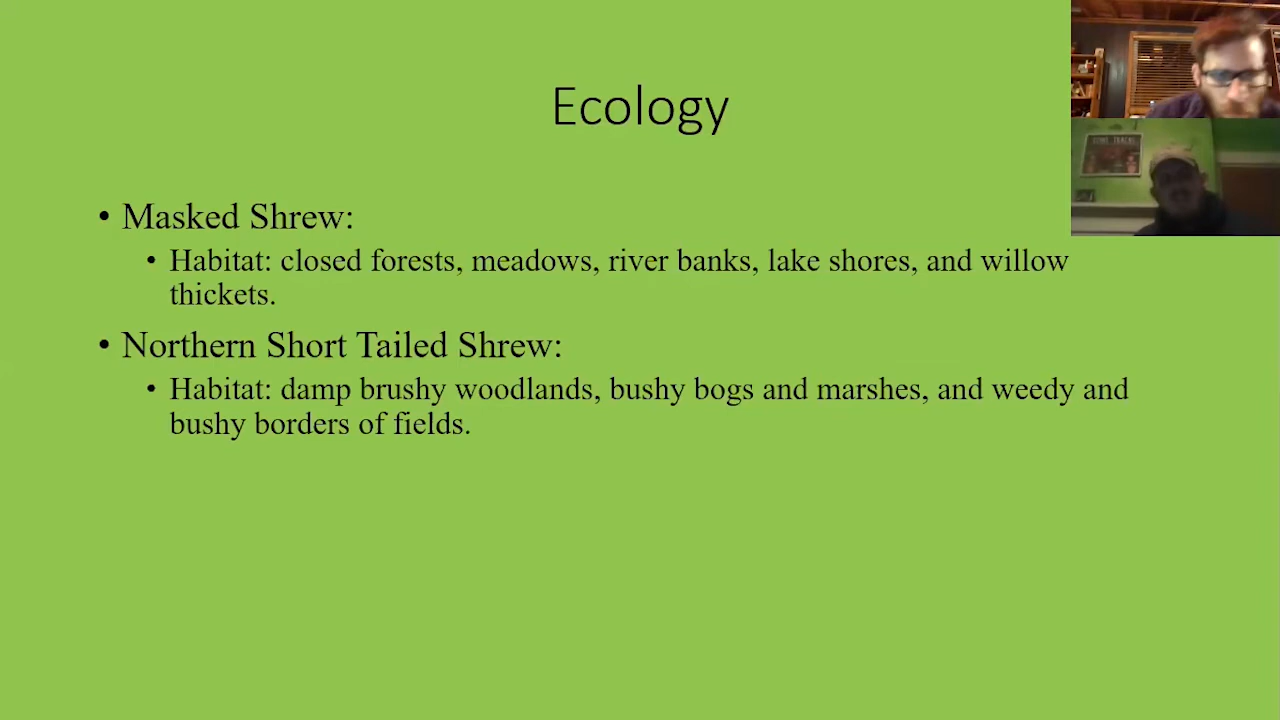 Ecology
• Masked Shrew:
• Habitat: closed forests, meadows, river banks, lake shores, and willow
thickets.
• Northern Short Tailed Shrew:
• Habitat: damp brushy woodlands, bushy bogs and marshes, and weedy and
bushy borders of fields.